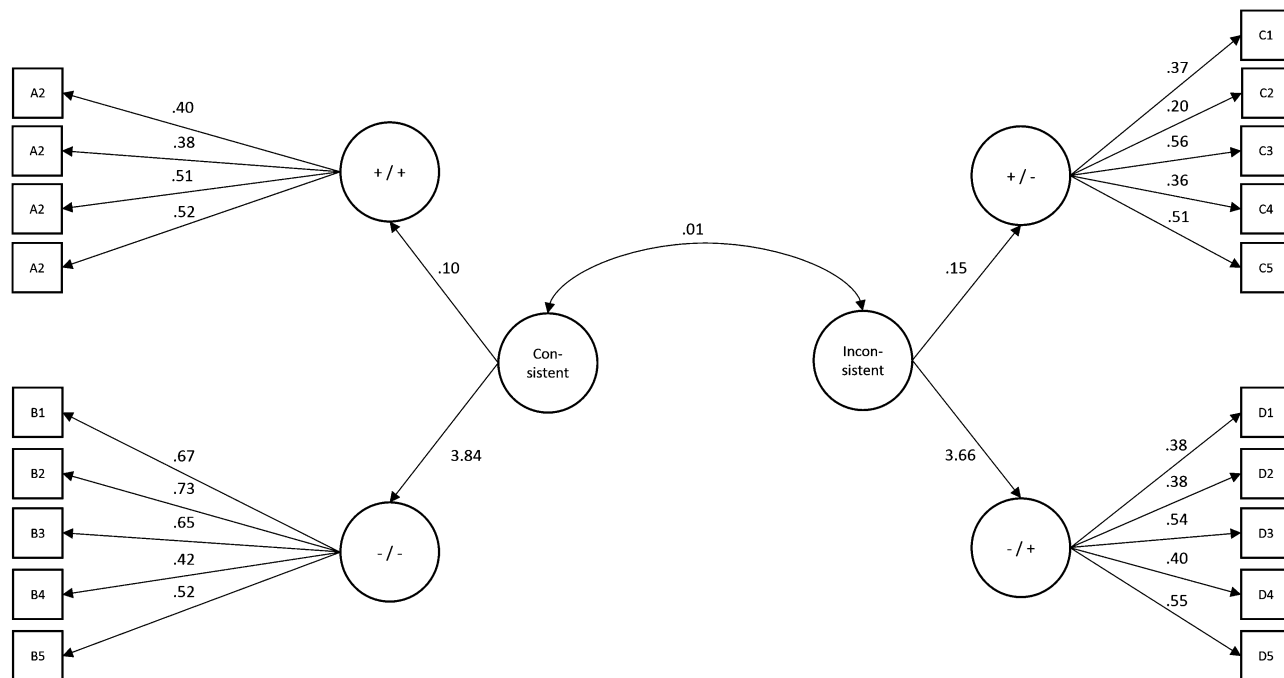 C1
.37
A2
C2
.40
.20
A2
.38
C3
.56
+ / +
+ / -
.51
.36
A2
C4
.52
.51
A2
C5
.01
.10
.15
Con-
sistent
Incon-
sistent
B1
D1
3.84
3.66
.67
.38
B2
D2
.73
.38
.65
.54
B3
D3
- / -
- / +
.42
.40
B4
D4
.52
.55
B5
D5